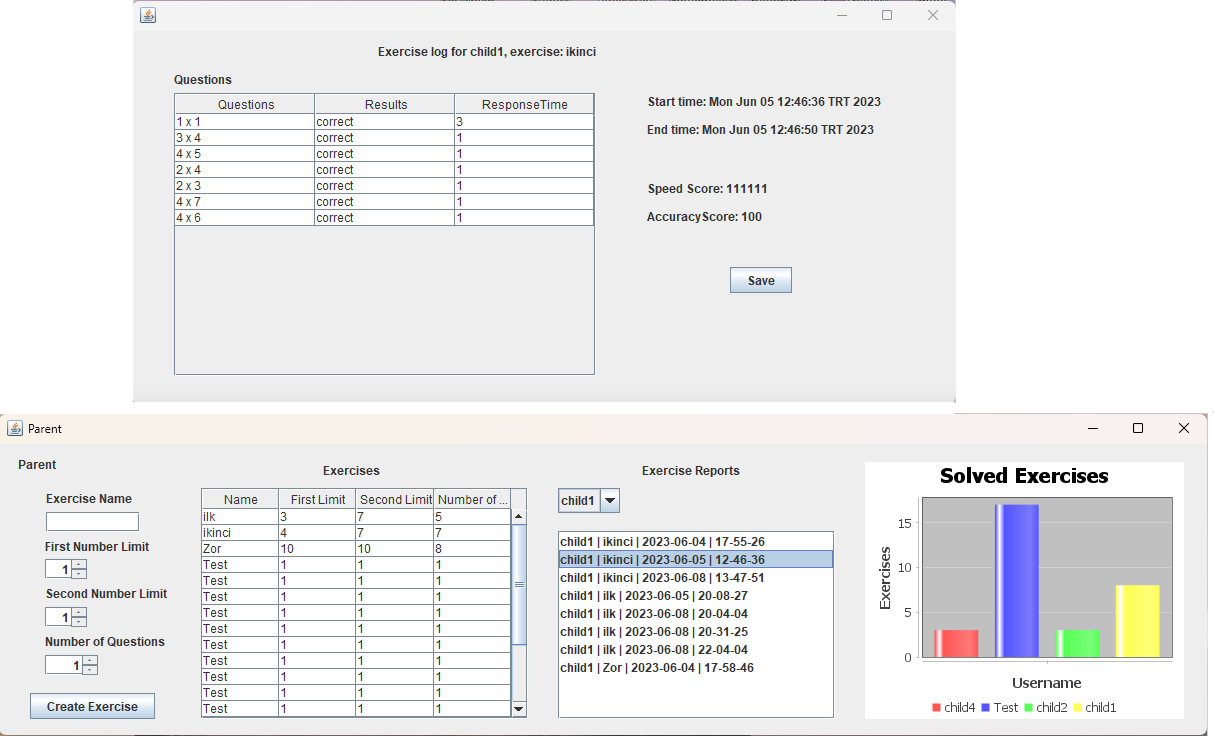 Exercise log for child1, exercise: ikinci
Questions
Questions Results ResponseTime
1 x 1 correct 3
3 x 4 correct 1
4 x 5 correct 1
2 x 4 correct 1
2 x 3 correct 1
4 x 7 correct 1
4 x 6 correct 1
Start time: Mon Jun 05 12:46:36 TRT 2023
End time: Mon Jun 05 12:46:50 TRT 2023
Speed Score: 111111
AccuracyScore: 100
Save
Parent
Parent
Exercise Name
First Number Limit
1
Second Number Limit
1
Number of Questions
1
Create Exercise
Exercises
Name First Limit Second Limit Number of ...
ilk 3 7 5
ikinci 4 7 7
Zor 10 10 8
Test 1 1 1
Test 1 1 1
Test 1 1 1
Test 1 1 1
Test 1 1 1
Test 1 1 1
Test 1 1 1
Test 1 1 1
Test 1 1 1
Test 1 1 1
Exercise Reports
child1
child1 | ikinci | 2023-06-04 | 17-55-26
child1 | ikinci | 2023-06-05 | 12-46-36
child1 | ikinci | 2023-06-08 | 13-47-51
child1 | ilk | 2023-06-05 | 20-08-27
child1 | ilk | 2023-06-08 | 20-04-04
child1 | ilk | 2023-06-08 | 20-31-25
child1 | ilk | 2023-06-08 | 22-04-04
child1 | Zor | 2023-06-04 | 17-58-46
Solved Exercises
Exercises
15
10
5
0
Username
child4 Test child2 child1